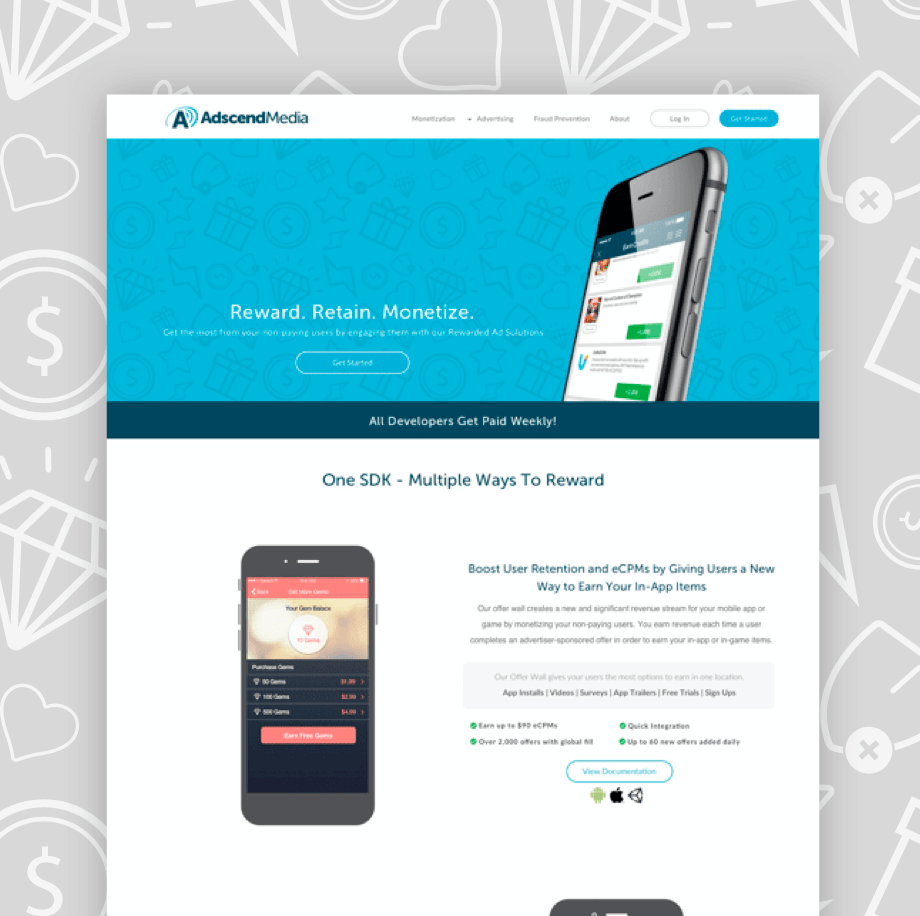 AdscendMedia
Monetization
Advertising
Fraud Prevention
About
Log In
Get Started
Reward. Retain. Monetize.
Get the most from your non-paying users by engaging them with our Rewarded Ad Solutions
Get Started
All Developers Get Paid Weekly!
One SDK - Multiple Ways To Reward
Back
Get More Gems
Your Gem Balace
15 Gems
Purchase Gems
50 Gems $1.99
100 Gems $2.99
500 Gems $4.99
Earn Free Gems
Boost User Retention and eCPMs by Giving Users a New
Way to Earn Your In-App Items
Our offer wall creates a new and significant revenue stream for your mobile app or
game by monetizing your non-paying users. You earn revenue each time a user
completes an advertiser-sponsored offer in order to earn your in-app or in-game items.
Our Offer Wall gives your users the most options to earn in one location.
App Installs | Videos | Surveys | App Trailers | Free Trials | Sign Ups
Earn up to $90 eCPMs
Quick Integration
Over 2,000 offers with global fill
Up to 60 new offers added daily
View Documentation